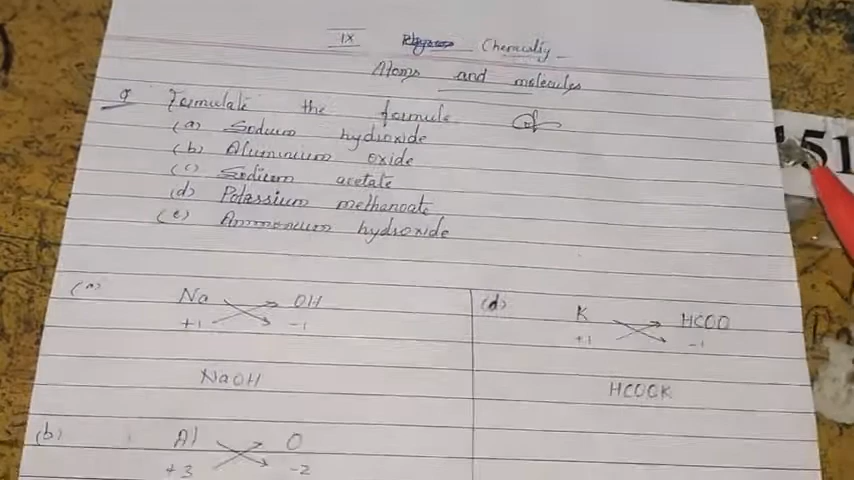 IX Chemistry
Atoms and molecules
Q Formulate the formula of
(a) Sodium hydroxide
(b) Aluminium oxide
(c) Sodium acetate
(d) Potassium methanoate
(e) Ammonium hydroxide
(a) Na OH
+1 -1
NaOH
(b) Al O
+3 -2
(d) K HCOO
+1 -1
HCOOK
51